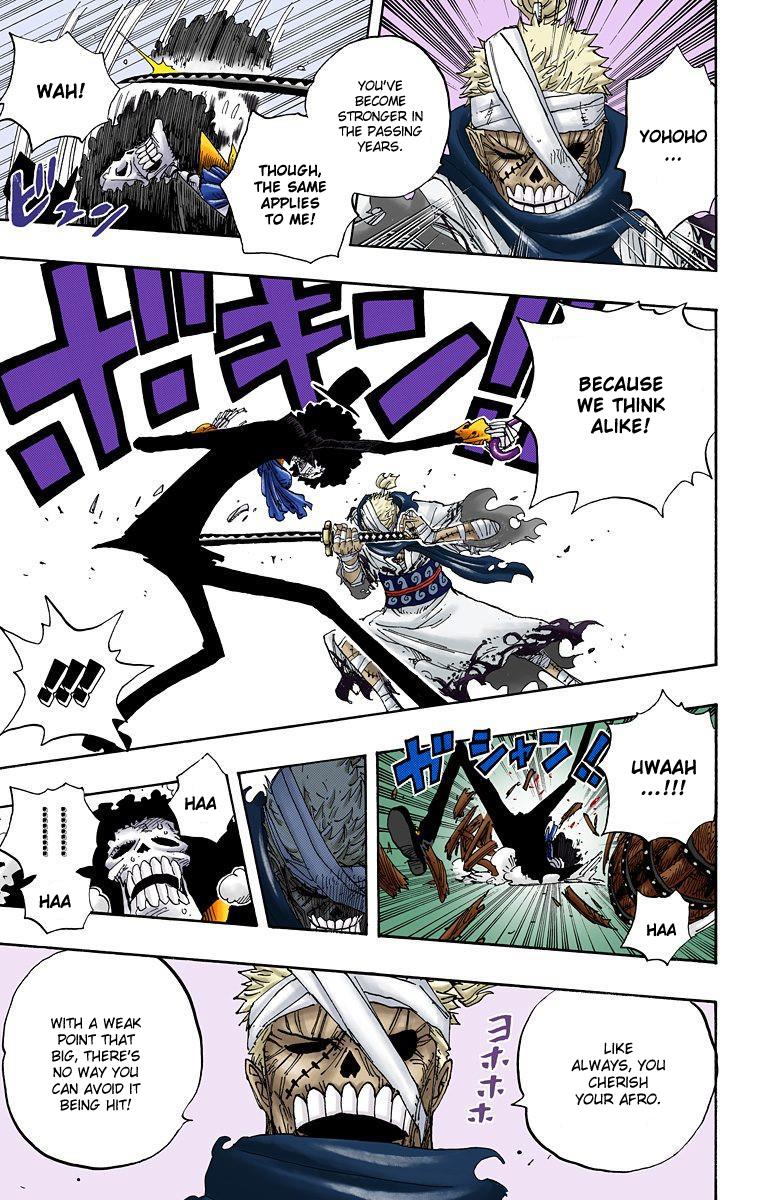 YOHOHO
...
YOU'VE
BECOME
STRONGER
IN THE PASSING
YEARS.
THOUGH,
THE SAME
APPLIES
TO ME!
WAH!
ビュン
BECAUSE
WE THINK
ALIKE!
ボキン!!
!!!
UWAAH
...!!!
ガシャン!!
HAA
HAA
......!!
HAA
LIKE
ALWAYS, YOU
CHERISH
YOUR AFRO.
ヨホホホ
WITH A WEAK
POINT THAT
BIG, THERE'S
NO WAY YOU
CAN AVOID IT
BEING HIT!